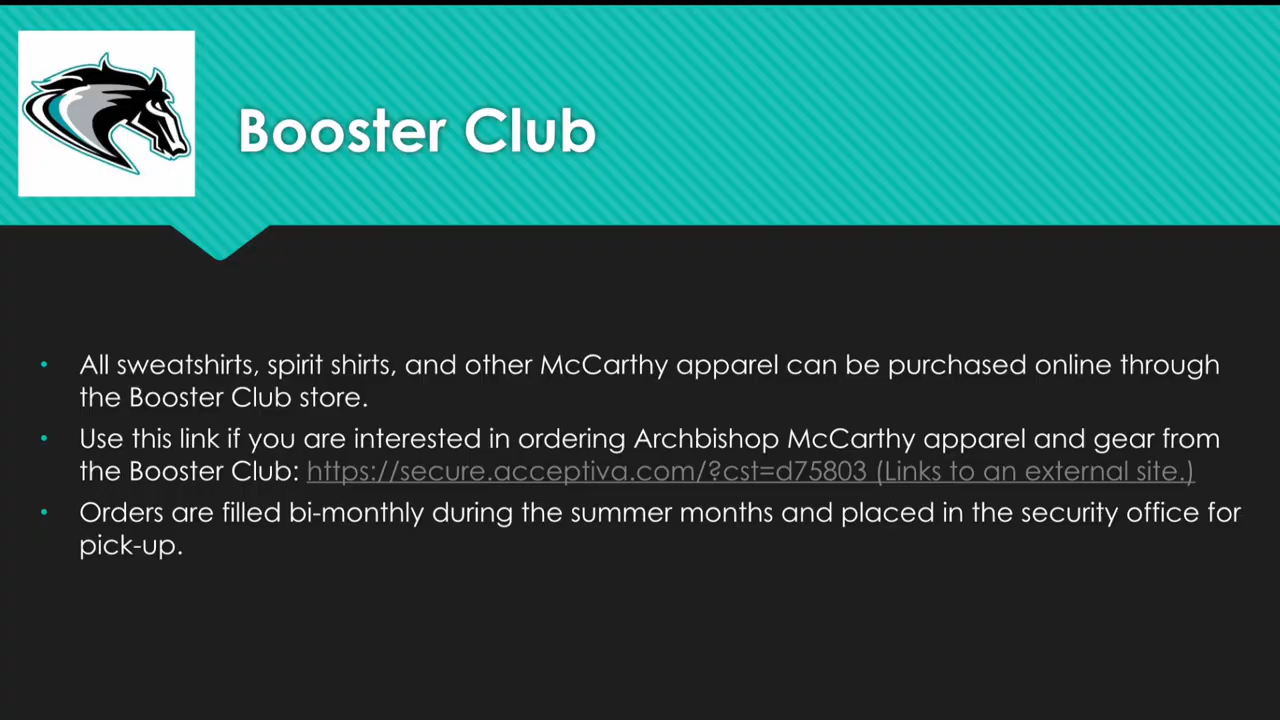 Booster Club
• All sweatshirts, spirit shirts, and other McCarthy apparel can be purchased online through
the Booster Club store.
• Use this link if you are interested in ordering Archbishop McCarthy apparel and gear from
the Booster Club: https://secure.acceptiva.com/?cst=d75803 (Links to an external site.)
• Orders are filled bi-monthly during the summer months and placed in the security office for
pick-up.